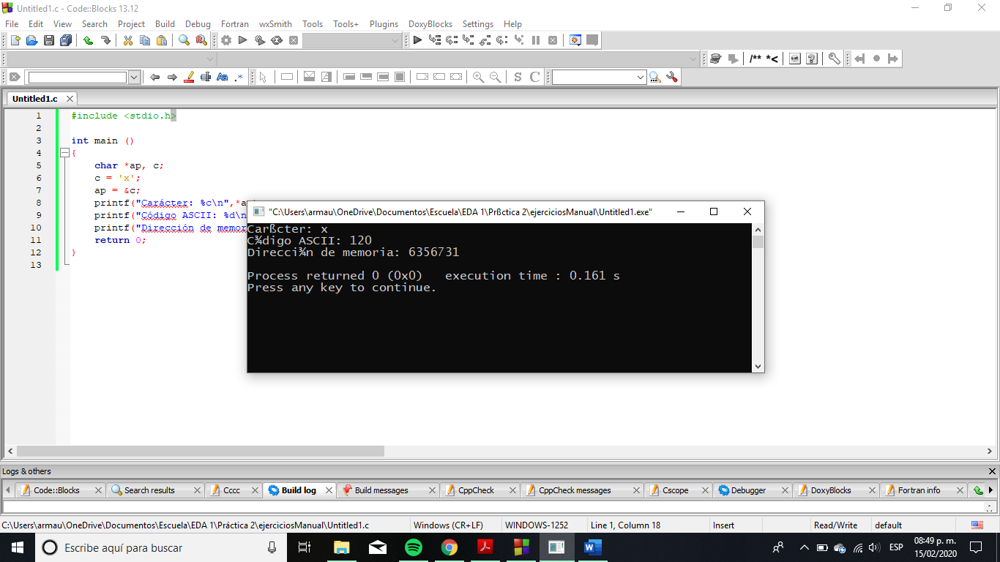 Untitled1.c - Code::Blocks 13.12
File Edit View Search Project Build Debug Fortran wxSmith Tools Tools+ Plugins DoxyBlocks Settings Help
/** *<
Aa .*
S C
Untitled1.c
1 #include <stdio.h>
2
3 int main ()
4 {
5 char *ap, c;
6 c = 'x';
7 ap = &c;
8 printf("Carácter: %c\n",*a
9 printf("Código ASCII: %d\n
10 printf("Dirección de memor
11 return 0;
12 }
13
"C:\Users\armau\OneDrive\Documentos\Escuela\EDA 1\Prßctica 2\ejerciciosManual\Untitled1.exe"
Carßcter: x
C¾digo ASCII: 120
Direcci¾n de memoria: 6356731
Process returned 0 (0x0) execution time : 0.161 s
Press any key to continue.
Logs & others
Code::Blocks Search results Cccc Build log Build messages CppCheck CppCheck messages Cscope Debugger DoxyBlocks Fortran info
C:\Users\armau\OneDrive\Documentos\Escuela\EDA 1\Práctica 2\ejerciciosManual\Untitled1.c Windows (CR+LF) WINDOWS-1252 Line 1, Column 18 Insert Read/Write default
Escribe aquí para buscar
ESP
08:49 p. m.
15/02/2020